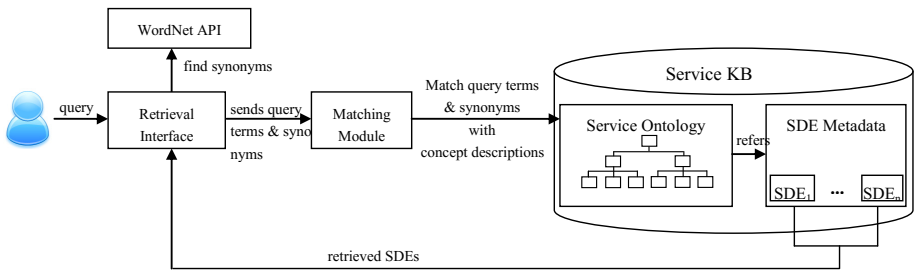 WordNet API
find synonyms
query
Retrieval
Interface
sends query
terms & syno
nyms
Matching
Module
Match query terms
& synonyms
with
concept descriptions
Service KB
Service Ontology
refers
SDE Metadata
SDE1
...
SDEn
retrieved SDEs